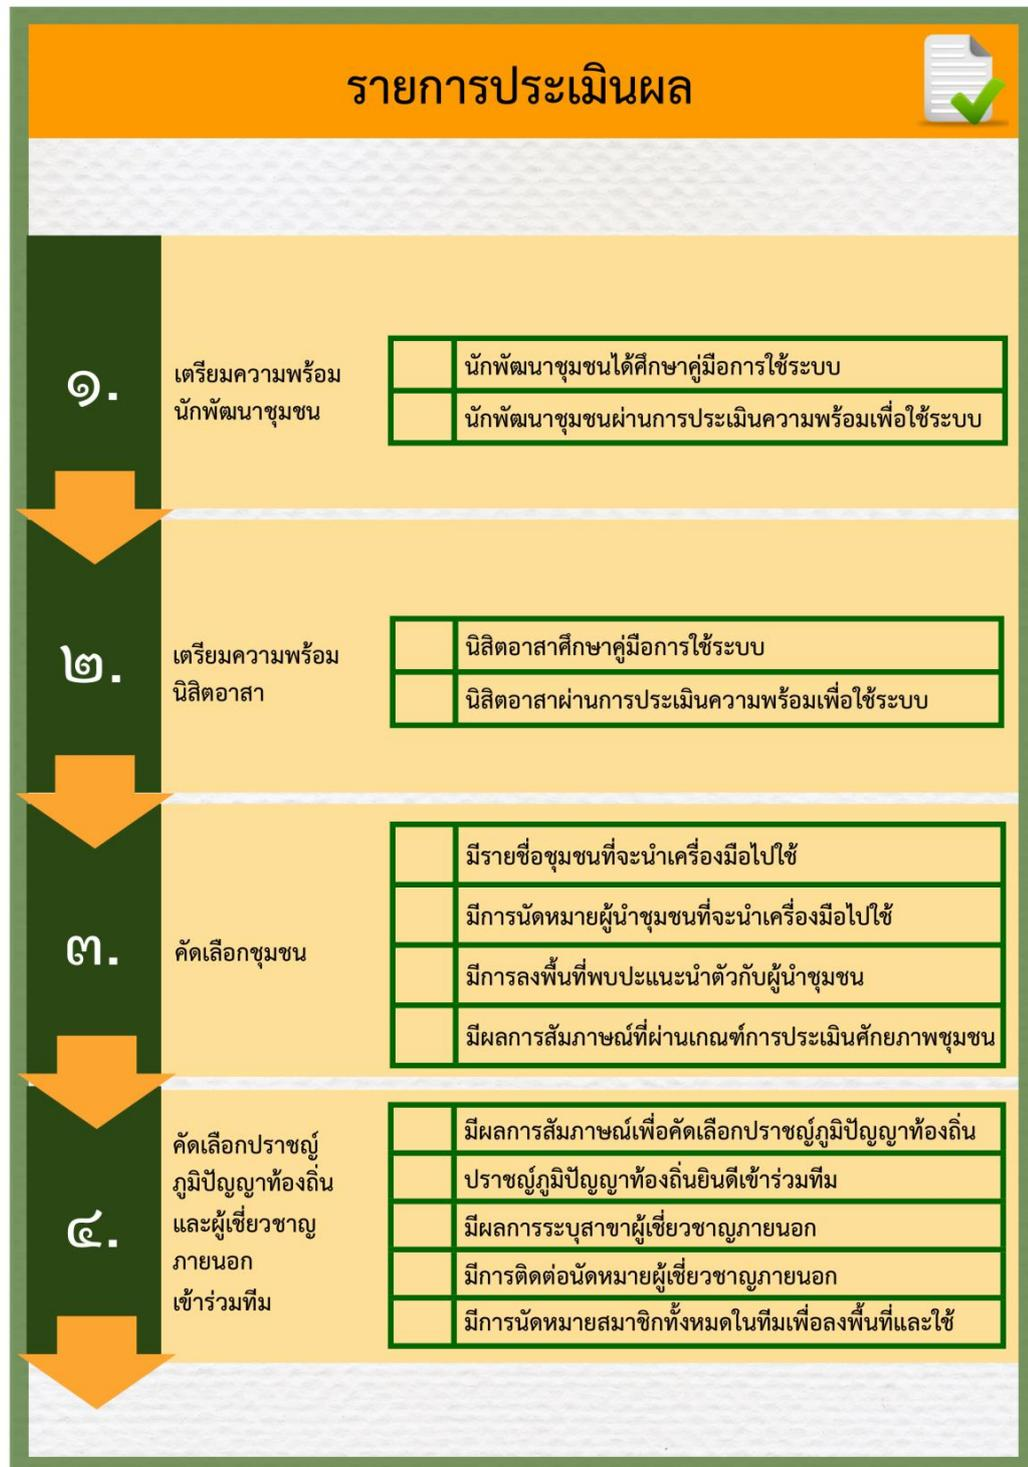 รายการประเมินผล
๑.
เตรียมความพร้อม
นักพัฒนาชุมชน
นักพัฒนาชุมชนได้ศึกษาคู่มือการใช้ระบบ
นักพัฒนาชุมชนผ่านการประเมินความพร้อมเพื่อใช้ระบบ
๒.
เตรียมความพร้อม
นิสิตอาสา
นิสิตอาสาศึกษาคู่มือการใช้ระบบ
นิสิตอาสาผ่านการประเมินความพร้อมเพื่อใช้ระบบ
๓.
คัดเลือกชุมชน
มีรายชื่อชุมชนที่จะนำเครื่องมือไปใช้
มีการนัดหมายผู้นำชุมชนที่จะนำเครื่องมือไปใช้
มีการลงพื้นที่พบปะแนะนำตัวกับผู้นำชุมชน
มีผลการสัมภาษณ์ที่ผ่านเกณฑ์การประเมินศักยภาพชุมชน
๔.
คัดเลือกปราชญ์
ภูมิปัญญาท้องถิ่น
และผู้เชี่ยวชาญ
ภายนอก
เข้าร่วมทีม
มีผลการสัมภาษณ์เพื่อคัดเลือกปราชญ์ภูมิปัญญาท้องถิ่น
ปราชญ์ภูมิปัญญาท้องถิ่นยินดีเข้าร่วมทีม
มีผลการระบุสาขาผู้เชี่ยวชาญภายนอก
มีการติดต่อนัดหมายผู้เชี่ยวชาญภายนอก
มีการนัดหมายสมาชิกทั้งหมดในทีมเพื่อลงพื้นที่และใช้